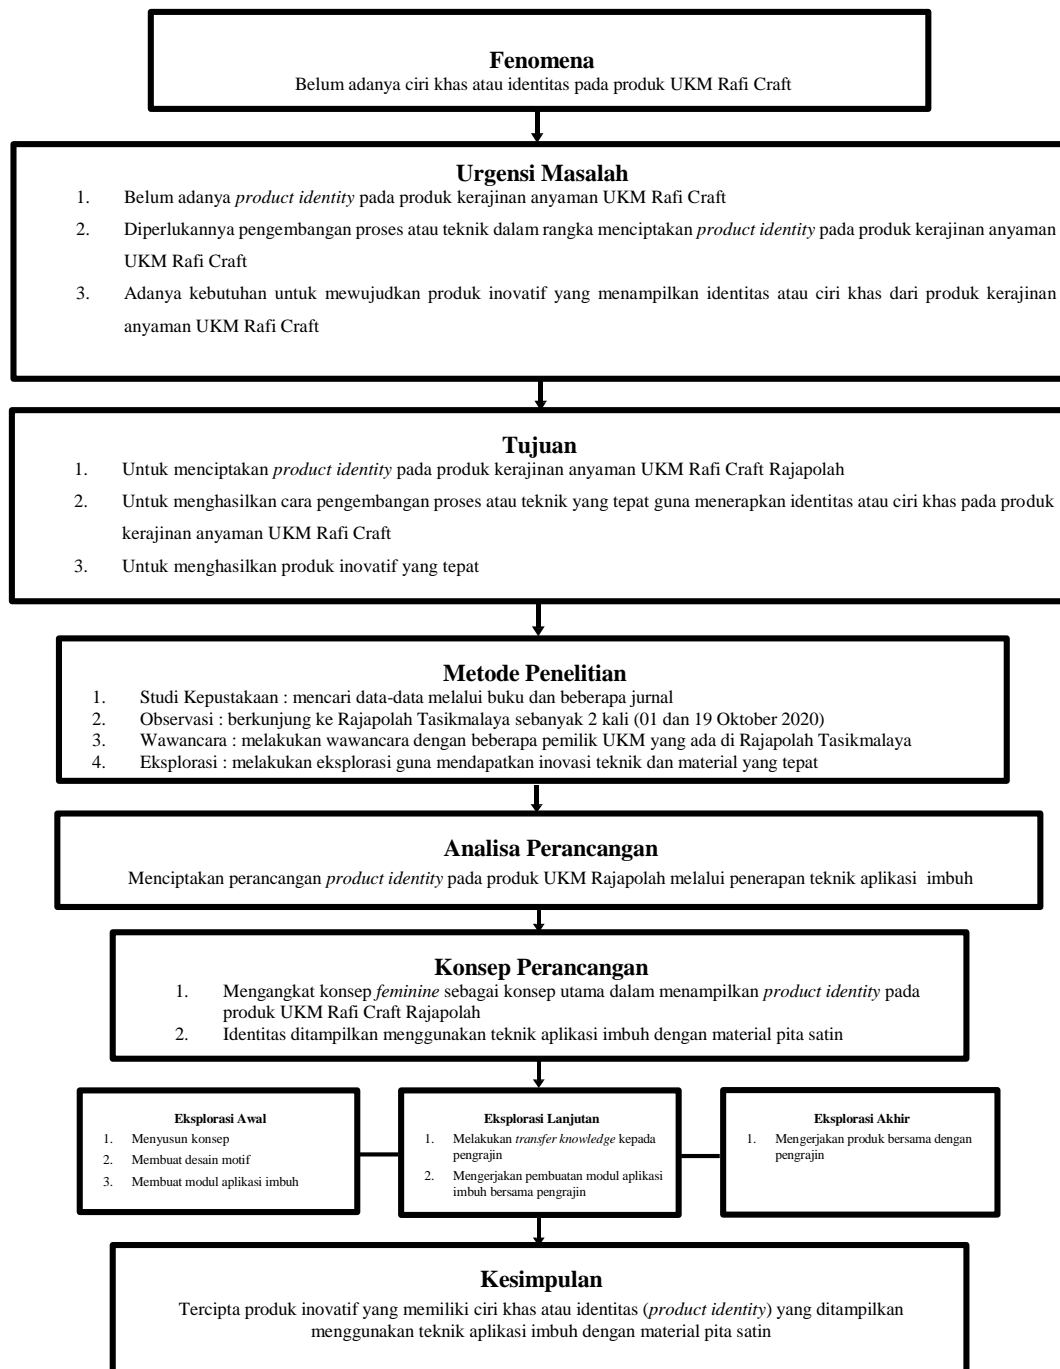 Fenomena
Belum adanya ciri khas atau identitas pada produk UKM Rafi Craft
Urgensi Masalah
1. Belum adanya product identity pada produk kerajinan anyaman UKM Rafi Craft
2. Diperlukannya pengembangan proses atau teknik dalam rangka menciptakan product identity pada produk kerajinan anyaman
UKM Rafi Craft
3. Adanya kebutuhan untuk mewujudkan produk inovatif yang menampilkan identitas atau ciri khas dari produk kerajinan
anyaman UKM Rafi Craft
Tujuan
1. Untuk menciptakan product identity pada produk kerajinan anyaman UKM Rafi Craft Rajapolah
2. Untuk menghasilkan cara pengembangan proses atau teknik yang tepat guna menerapkan identitas atau ciri khas pada produk
kerajinan anyaman UKM Rafi Craft
3. Untuk menghasilkan produk inovatif yang tepat
Metode Penelitian
1. Studi Kepustakaan : mencari data-data melalui buku dan beberapa jurnal
2. Observasi : berkunjung ke Rajapolah Tasikmalaya sebanyak 2 kali (01 dan 19 Oktober 2020)
3. Wawancara : melakukan wawancara dengan beberapa pemilik UKM yang ada di Rajapolah Tasikmalaya
4. Eksplorasi : melakukan eksplorasi guna mendapatkan inovasi teknik dan material yang tepat
Analisa Perancangan
Menciptakan perancangan product identity pada produk UKM Rajapolah melalui penerapan teknik aplikasi imbuh
Konsep Perancangan
1. Mengangkat konsep feminine sebagai konsep utama dalam menampilkan product identity pada
produk UKM Rafi Craft Rajapolah
2. Identitas ditampilkan menggunakan teknik aplikasi imbuh dengan material pita satin
Eksplorasi Awal
1. Menyusun konsep
2. Membuat desain motif
3. Membuat modul aplikasi imbuh
Eksplorasi Lanjutan
1. Melakukan transfer knowledge kepada
pengrajin
2. Mengerjakan pembuatan modul aplikasi
imbuh bersama pengrajin
Eksplorasi Akhir
1. Mengerjakan produk bersama dengan
pengrajin
Kesimpulan
Tercipta produk inovatif yang memiliki ciri khas atau identitas (product identity) yang ditampilkan
menggunakan teknik aplikasi imbuh dengan material pita satin